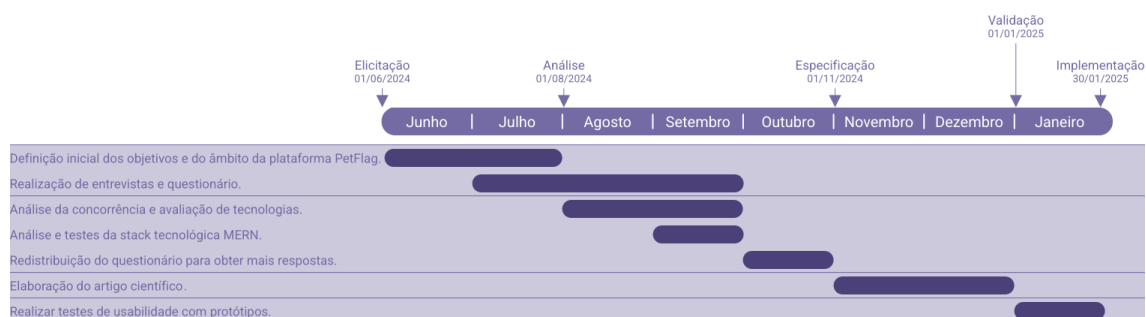 Validação
01/01/2025
Elicitação
01/06/2024
Análise
01/08/2024
Especificação
01/11/2024
Implementação
30/01/2025
Junho | Julho | Agosto | Setembro | Outubro | Novembro | Dezembro | Janeiro
Definição inicial dos objetivos e do âmbito da plataforma PetFlag.
Realização de entrevistas e questionário.
Análise da concorrência e avaliação de tecnologias.
Análise e testes da stack tecnológica MERN.
Redistribuição do questionário para obter mais respostas.
Elaboração do artigo científico.
Realizar testes de usabilidade com protótipos.